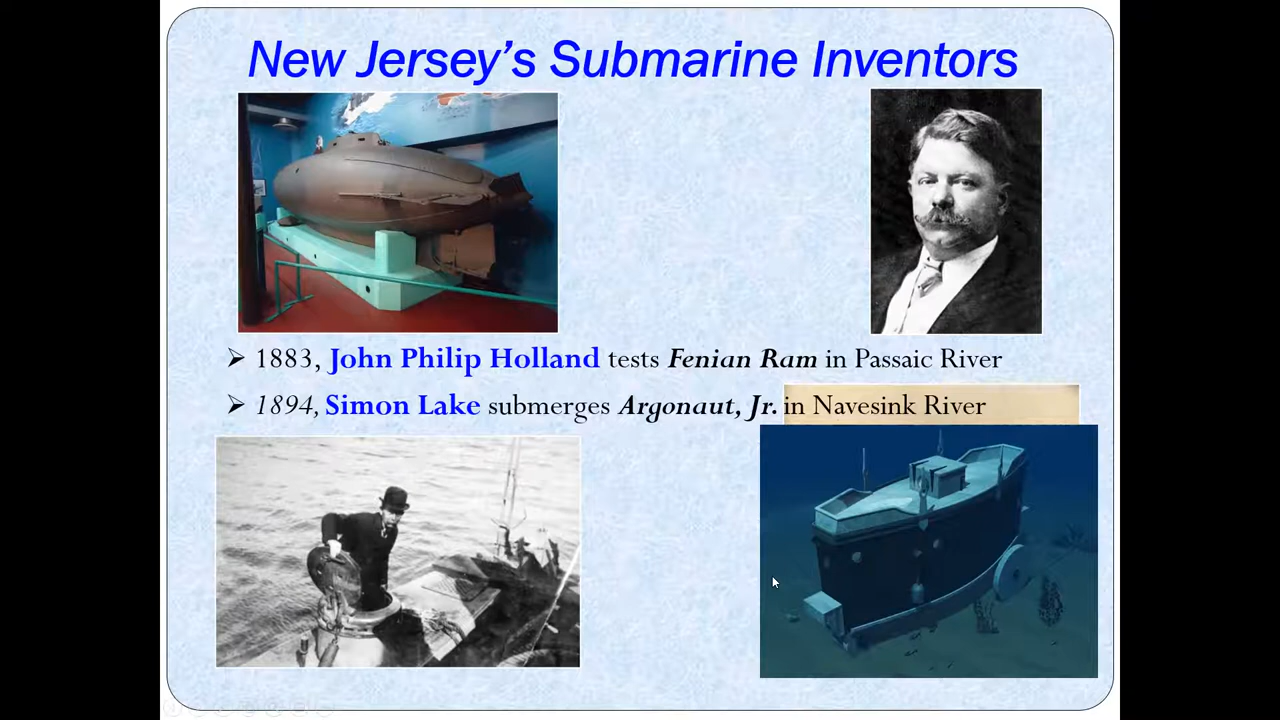 New Jersey's Submarine Inventors
1883, John Philip Holland tests Fenian Ram in Passaic River
1894, Simon Lake submerges Argonaut, Jr. in Navesink River